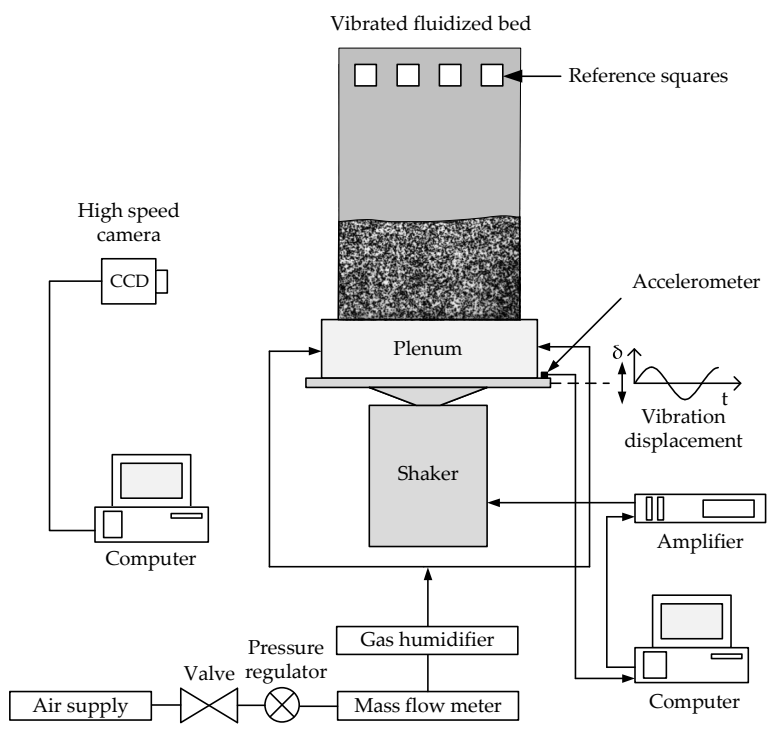 Vibrated fluidized bed
Reference squares
High speed
camera
CCD
Accelerometer
Plenum
δ
t
Vibration
displacement
Shaker
Computer
Amplifier
Gas humidifier
Pressure
regulator
Valve
Air supply
Mass flow meter
Computer